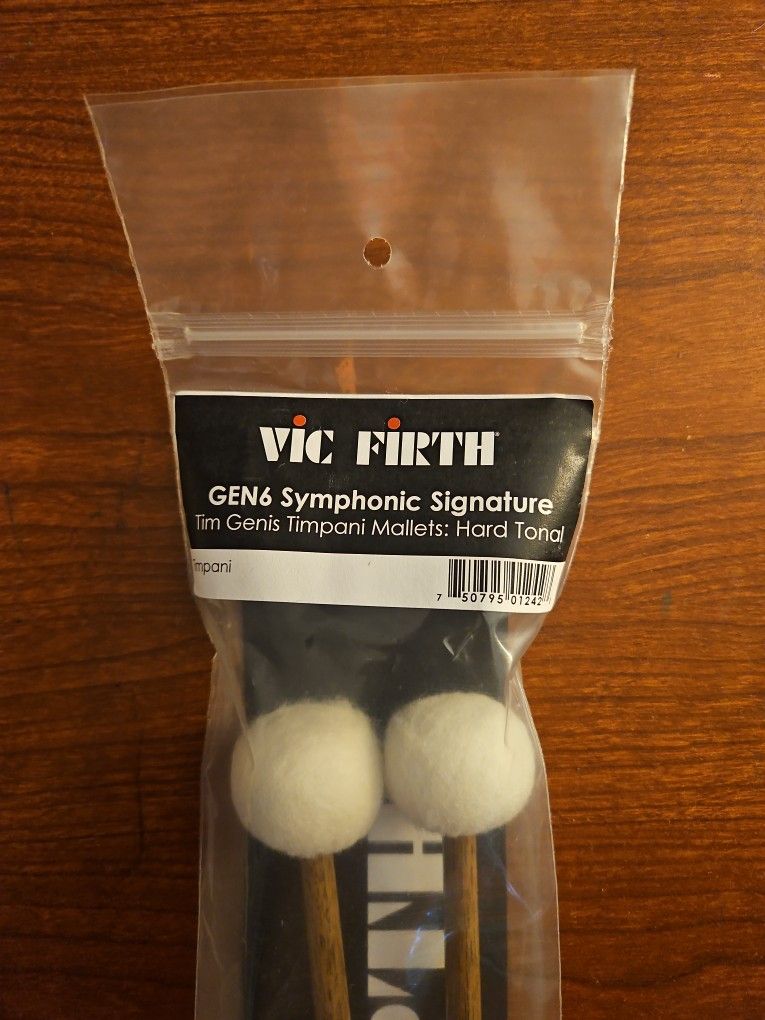 VIC FIRTH
GEN6 Symphonic Signature
Tim Genis Timpani Mallets: Hard Tonal
7 50795 01242